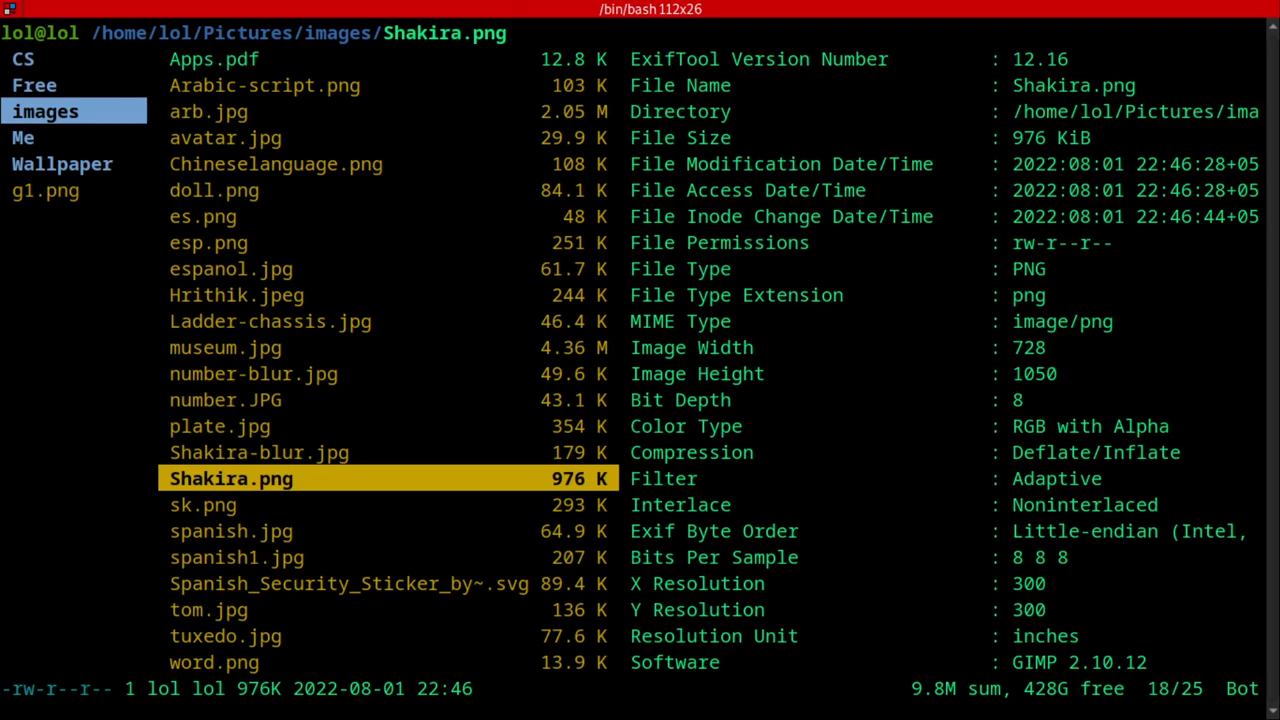 /bin/bash 112x26
lol@lol /home/lol/Pictures/images/Shakira.png
CS Apps.pdf 12.8 K ExifTool Version Number : 12.16
Free Arabic-script.png 103 K File Name : Shakira.png
images arb.jpg 2.05 M Directory : /home/lol/Pictures/ima
Me avatar.jpg 29.9 K File Size : 976 KiB
Wallpaper Chineselanguage.png 108 K File Modification Date/Time : 2022:08:01 22:46:28+05
g1.png doll.png 84.1 K File Access Date/Time : 2022:08:01 22:46:28+05
es.png 48 K File Inode Change Date/Time : 2022:08:01 22:46:44+05
esp.png 251 K File Permissions : rw-r--r--
espanol.jpg 61.7 K File Type : PNG
Hrithik.jpeg 244 K File Type Extension : png
Ladder-chassis.jpg 46.4 K MIME Type : image/png
museum.jpg 4.36 M Image Width : 728
number-blur.jpg 49.6 K Image Height : 1050
number.JPG 43.1 K Bit Depth : 8
plate.jpg 354 K Color Type : RGB with Alpha
Shakira-blur.jpg 179 K Compression : Deflate/Inflate
Shakira.png 976 K Filter : Adaptive
sk.png 293 K Interlace : Noninterlaced
spanish.jpg 64.9 K Exif Byte Order : Little-endian (Intel,
spanish1.jpg 207 K Bits Per Sample : 8 8 8
Spanish_Security_Sticker_by~.svg 89.4 K X Resolution : 300
tom.jpg 136 K Y Resolution : 300
tuxedo.jpg 77.6 K Resolution Unit : inches
word.png 13.9 K Software : GIMP 2.10.12
-rw-r--r-- 1 lol lol 976K 2022-08-01 22:46 9.8M sum, 428G free 18/25 Bot